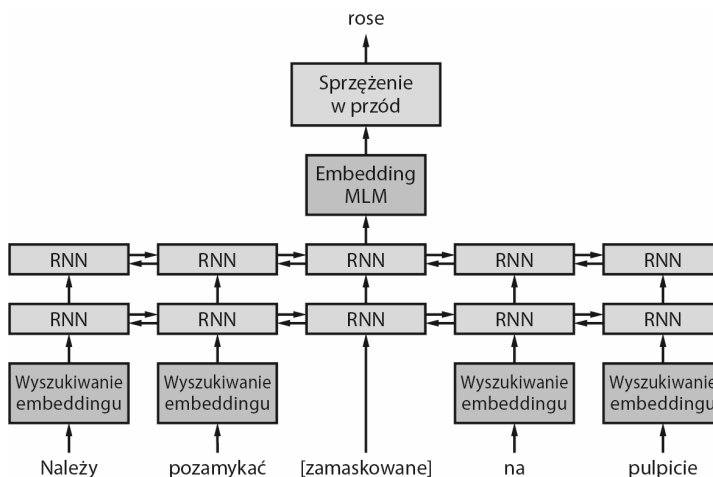 rose
Sprzężenie
w przód
Embedding
MLM
RNN RNN RNN RNN RNN
RNN RNN RNN RNN RNN
Wyszukiwanie Wyszukiwanie Wyszukiwanie Wyszukiwanie
embeddingu embeddingu embeddingu embeddingu
Należy pozamykać [zamaskowane] na pulpicie